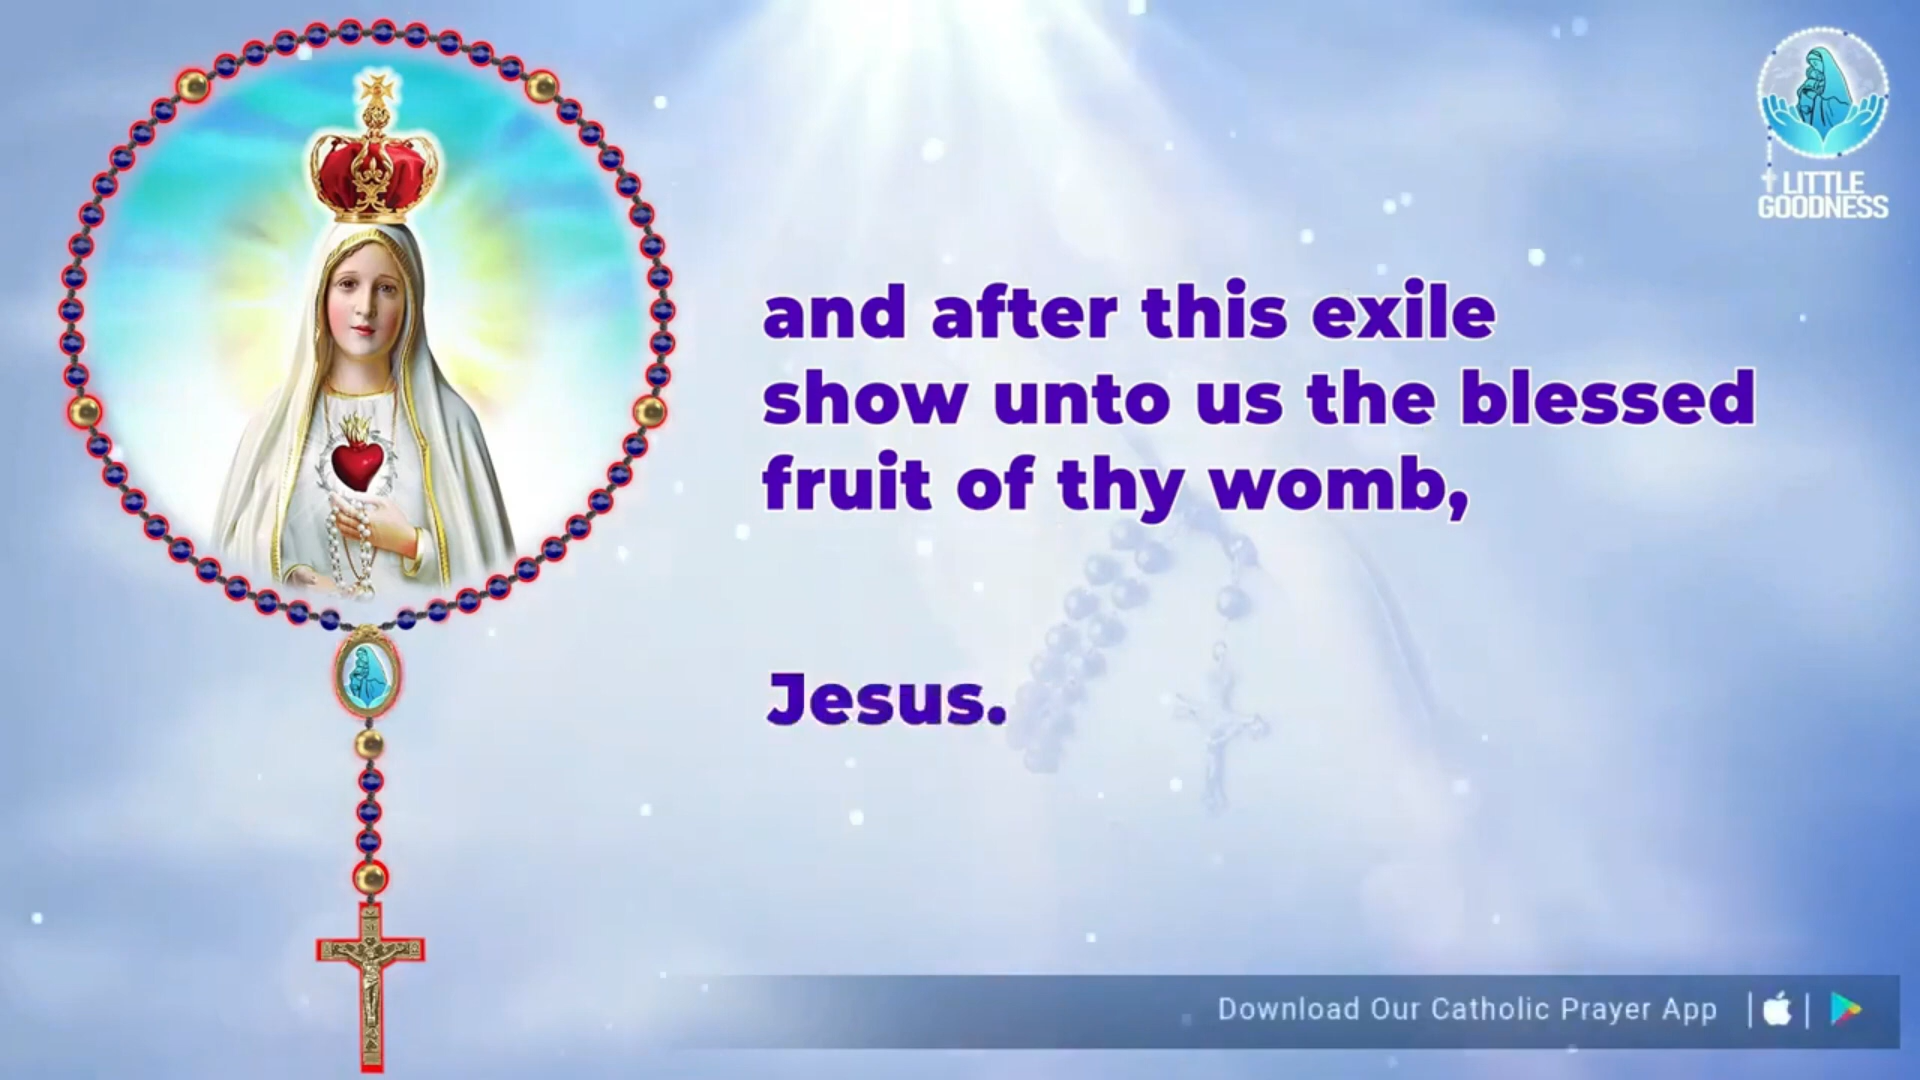 LITTLE
GOODNESS
and after this exile
show unto us the blessed
fruit of thy womb,
Jesus.
Download Our Catholic Prayer App